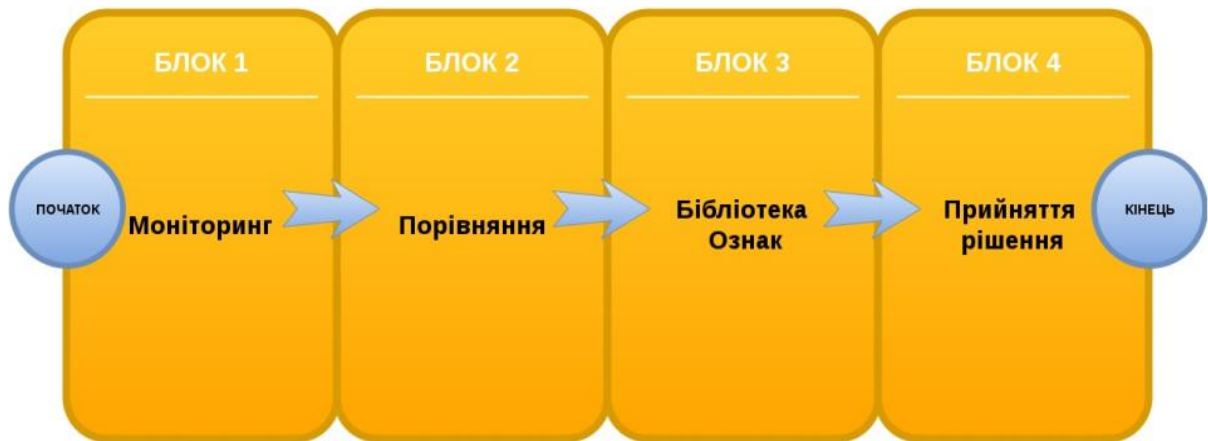 БЛОК 1
БЛОК 2
БЛОК 3
БЛОК 4
ПОЧАТОК
Моніторинг
Порівняння
Бібліотека
Ознак
Прийняття
рішення
КІНЕЦЬ